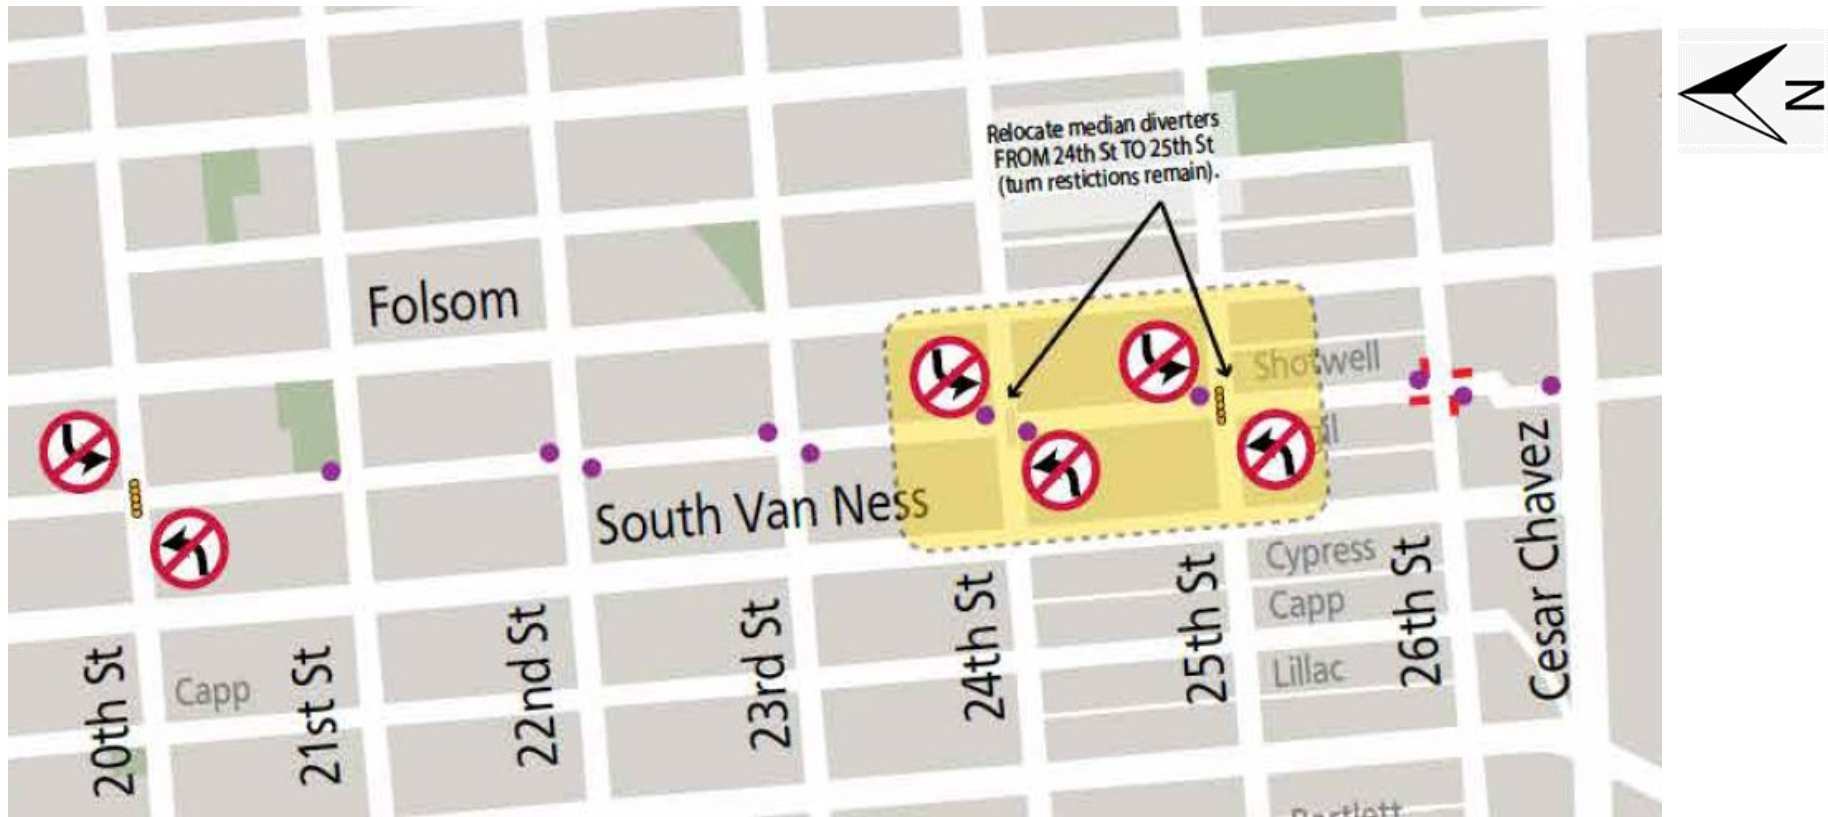 N
Relocate median diverters
FROM 24th St TO 25th St
(turn restictions remain).
Folsom
Shotwell
South Van Ness
Cypress
Capp
Lillac
Capp
20th St
21st St
22nd St
23rd St
24th St
25th St
26th St
Cesar Chavez